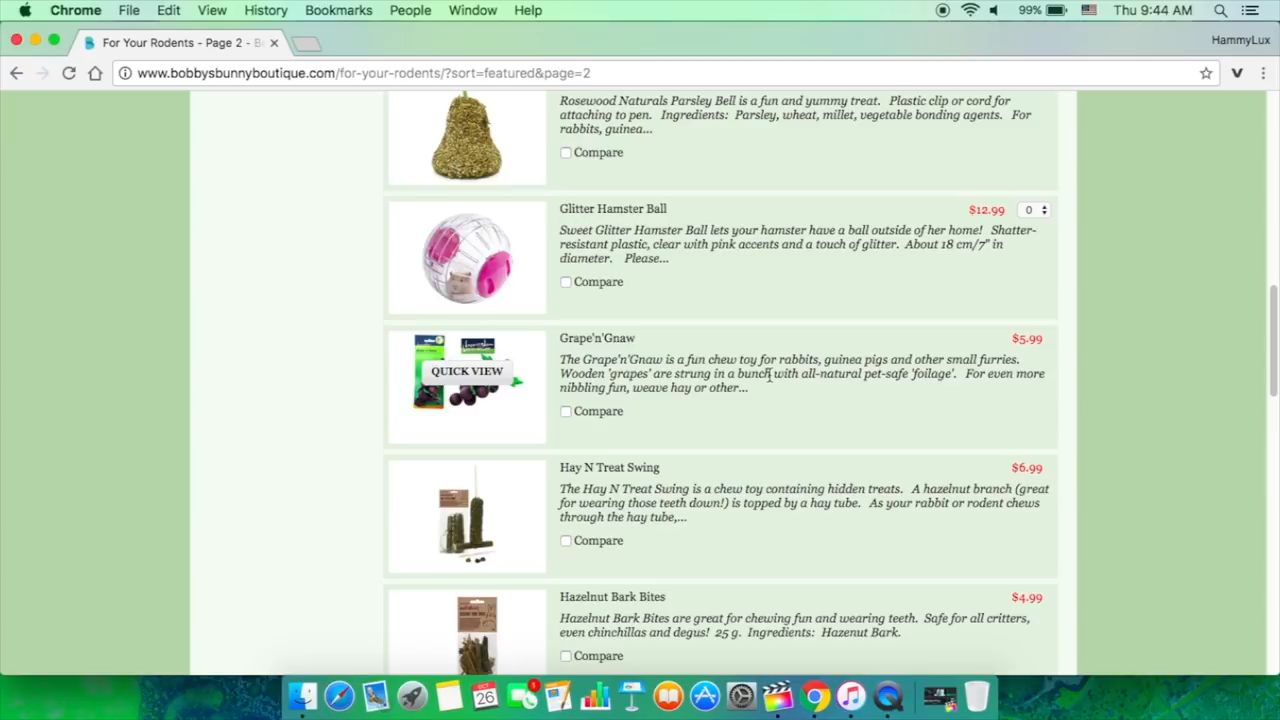 Chrome File Edit View History Bookmarks People Window Help 99% Thu 9:44 AM
For Your Rodents - Page 2 - B
HammyLux
www.bobbysbunnyboutique.com/for-your-rodents/?sort=featured&page=2
Rosewood Naturals Parsley Bell is a fun and yummy treat. Plastic clip or cord for
attaching to pen. Ingredients: Parsley, wheat, millet, vegetable bonding agents. For
rabbits, guinea...
Compare
Glitter Hamster Ball $12.99 0
Sweet Glitter Hamster Ball lets your hamster have a ball outside of her home! Shatter-
resistant plastic, clear with pink accents and a touch of glitter. About 18 cm/7" in
diameter. Please...
Compare
Grape'n'Gnaw $5.99
QUICK VIEW
The Grape'n'Gnaw is a fun chew toy for rabbits, guinea pigs and other small furries.
Wooden 'grapes' are strung in a bunch with all-natural pet-safe 'foilage'. For even more
nibbling fun, weave hay or other...
Compare
Hay N Treat Swing $6.99
The Hay N Treat Swing is a chew toy containing hidden treats. A hazelnut branch (great
for wearing those teeth down!) is topped by a hay tube. As your rabbit or rodent chews
through the hay tube,...
Compare
Hazelnut Bark Bites $4.99
Hazelnut Bark Bites are great for chewing fun and wearing teeth. Safe for all critters,
even chinchillas and degus! 25 g. Ingredients: Hazenut Bark.
Compare
OCT
26
1